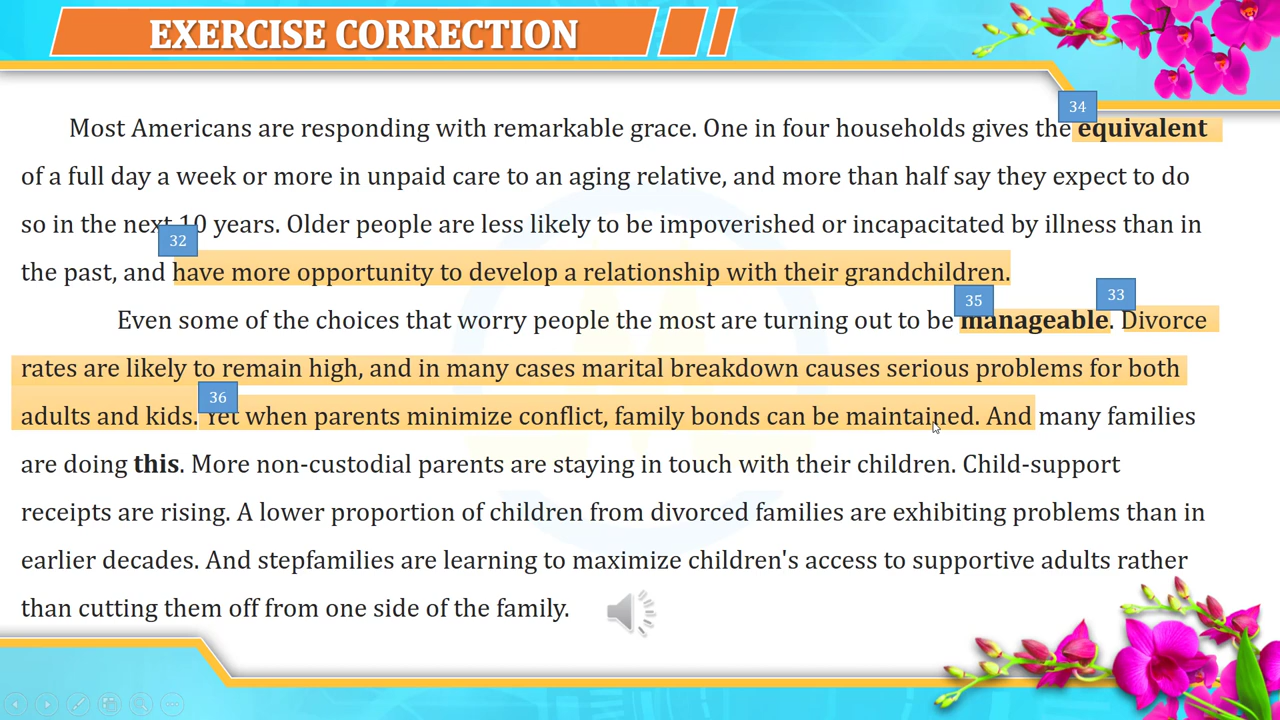 EXERCISE CORRECTION
34
Most Americans are responding with remarkable grace. One in four households gives the equivalent
of a full day a week or more in unpaid care to an aging relative, and more than half say they expect to do
so in the next 10 years. Older people are less likely to be impoverished or incapacitated by illness than in
32
the past, and have more opportunity to develop a relationship with their grandchildren.
35
33
Even some of the choices that worry people the most are turning out to be manageable. Divorce
rates are likely to remain high, and in many cases marital breakdown causes serious problems for both
36
adults and kids. Yet when parents minimize conflict, family bonds can be maintained. And many families
are doing this. More non-custodial parents are staying in touch with their children. Child-support
receipts are rising. A lower proportion of children from divorced families are exhibiting problems than in
earlier decades. And stepfamilies are learning to maximize children's access to supportive adults rather
than cutting them off from one side of the family.